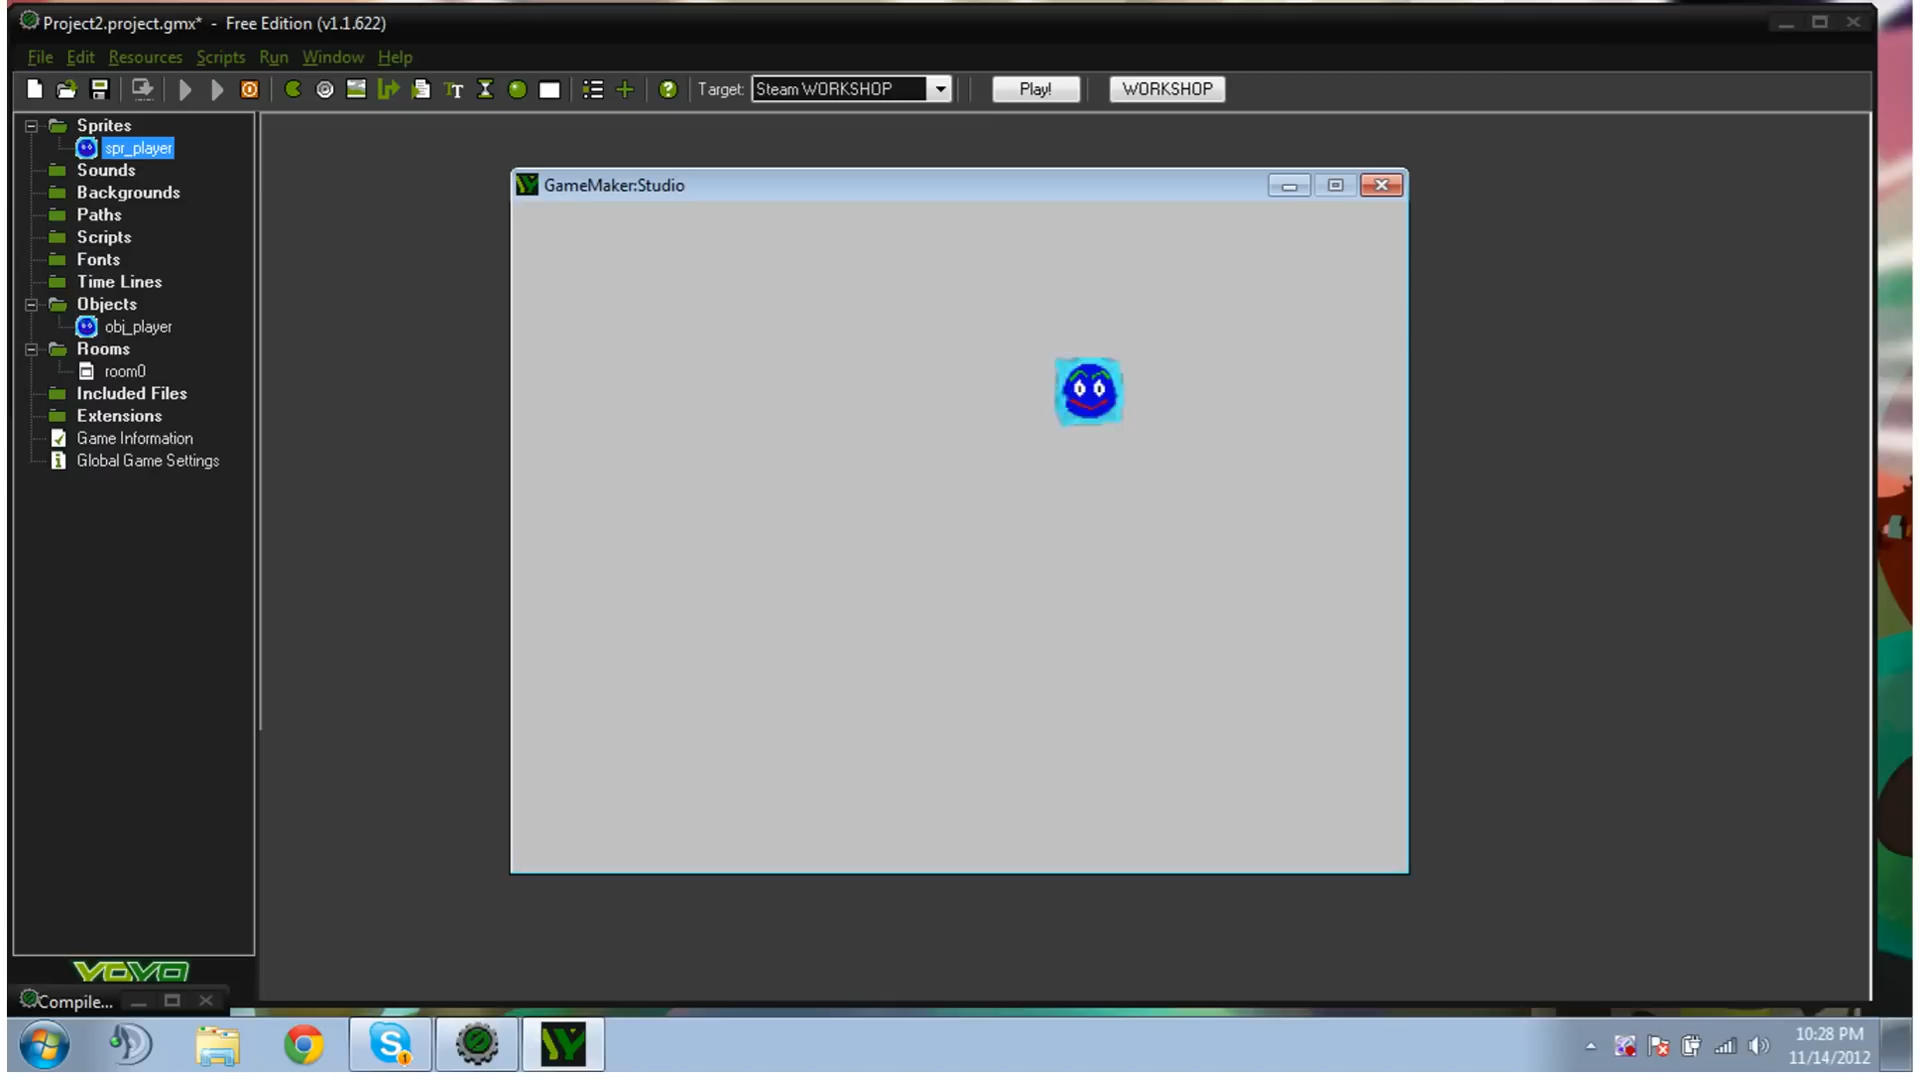 Project2.project.gmx* - Free Edition (v1.1.622)
File Edit Resources Scripts Run Window Help
Target: Steam WORKSHOP Play! WORKSHOP
Sprites
spr_player
Sounds
Backgrounds
Paths
Scripts
Fonts
Time Lines
Objects
obj_player
Rooms
room0
Included Files
Extensions
Game Information
Global Game Settings
GameMaker:Studio
YOYO
Compile...
10:28 PM
11/14/2012